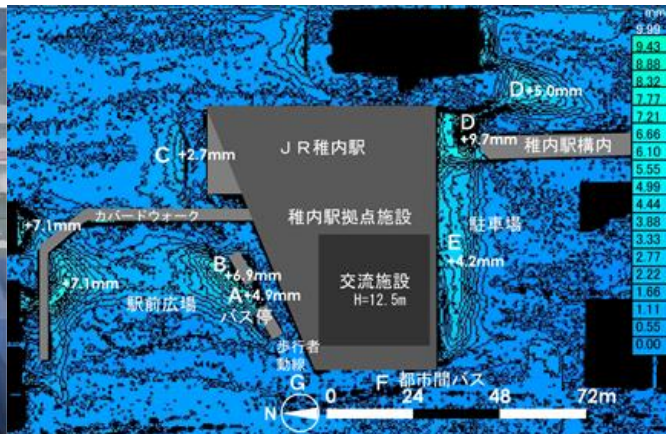 mm
9.99
9.43
8.88
8.32
7.77
7.21
6.66
6.10
5.55
4.99
4.44
3.88
3.33
2.77
2.22
1.66
1.11
0.55
0.00
D+5.0mm
D
+9.7mm
稚内駅構内
JR稚内駅
C +2.7mm
カバードウォーク
稚内駅拠点施設
駐車場
+7.1mm
E
+4.2mm
B
+6.9mm
+7.1mm
A+4.9mm
交流施設
H=12.5m
駅前広場
バス停
歩行者
動線
G
F 都市間バス
N
0 24 48 72m